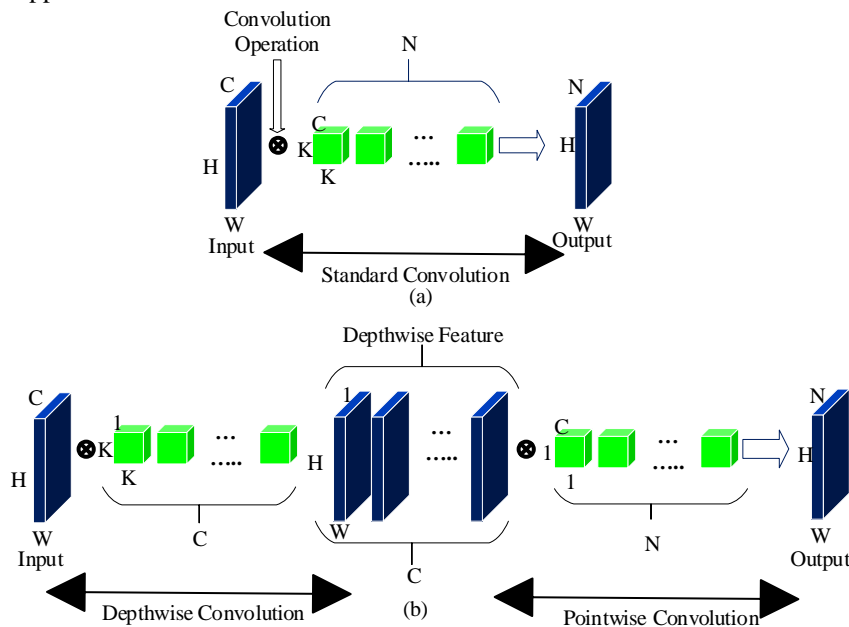 Convolution
Operation
N
C
N
C
...
H
K
.....
H
K
W
W
Input
Output
Standard Convolution
(a)
Depthwise Feature
C
1
N
1
...
...
C
...
K
.....
H
.....
1
.....
H
H
K
1
W
W
W
C
N
Input
C
Output
Depthwise Convolution
(b)
Pointwise Convolution